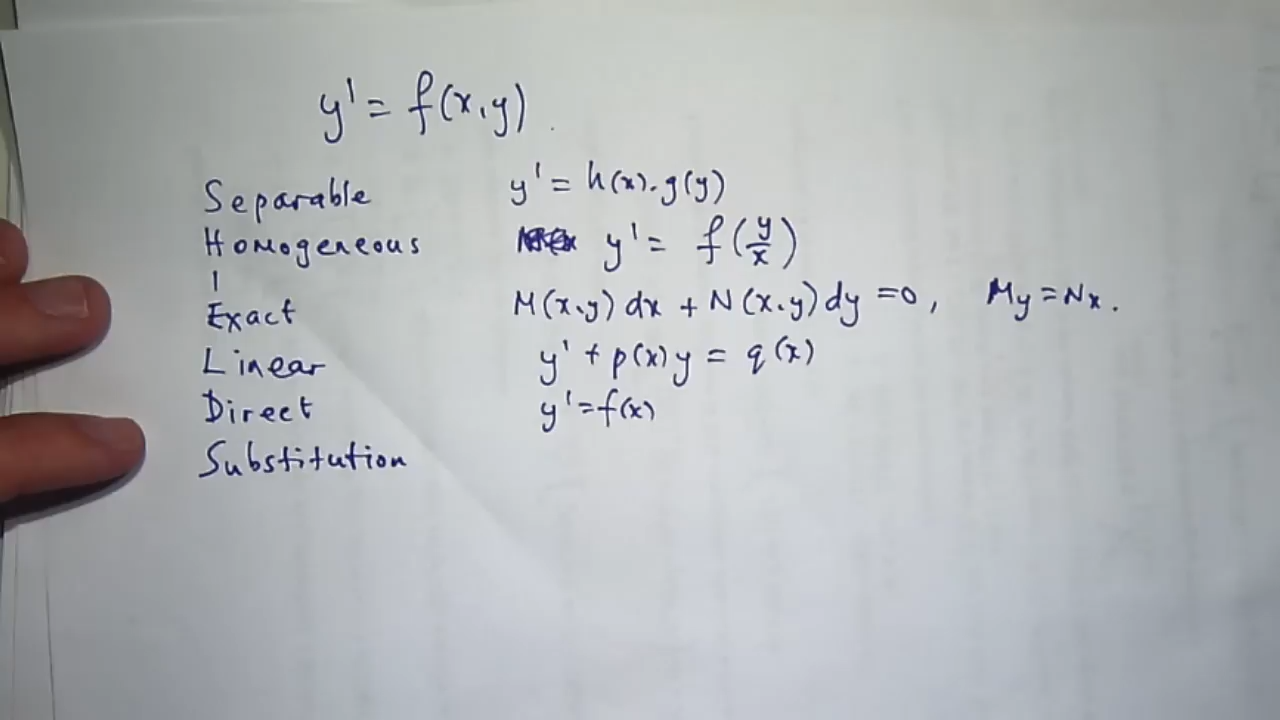 y' = f(x,y).
Separable y' = h(x).g(y)
Homogeneous y' = f(y/x)
I
Exact M(x,y) dx + N(x,y) dy = 0, My = Nx.
Linear y' + p(x) y = q(x)
Direct y' = f(x)
Substitution